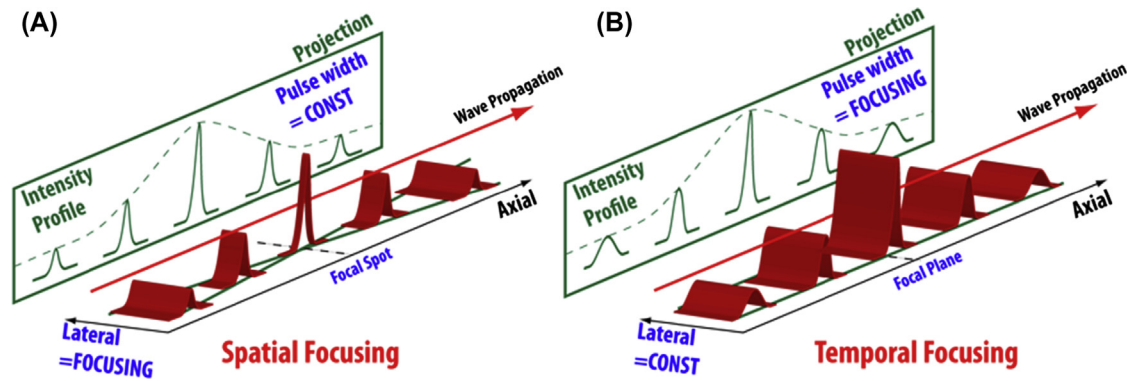 (A)
Projection
Pulse width
= CONST
Wave Propagation
Intensity
Profile
Axial
Focal Spot
Lateral
=FOCUSING
Spatial Focusing
(B)
Projection
Pulse width
= FOCUSING
Wave Propagation
Intensity
Profile
Axial
Focal Plane
Lateral
=CONST
Temporal Focusing